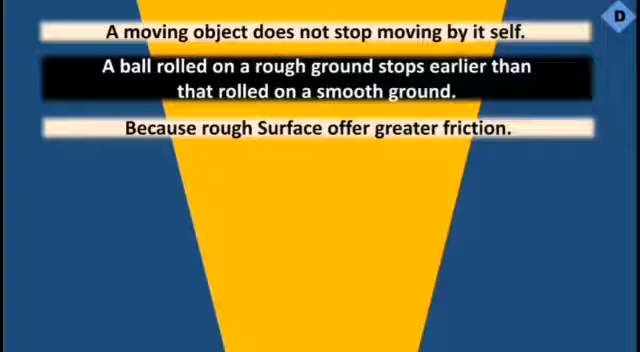 D
A moving object does not stop moving by it self.
A ball rolled on a rough ground stops earlier than
that rolled on a smooth ground.
Because rough Surface offer greater friction.